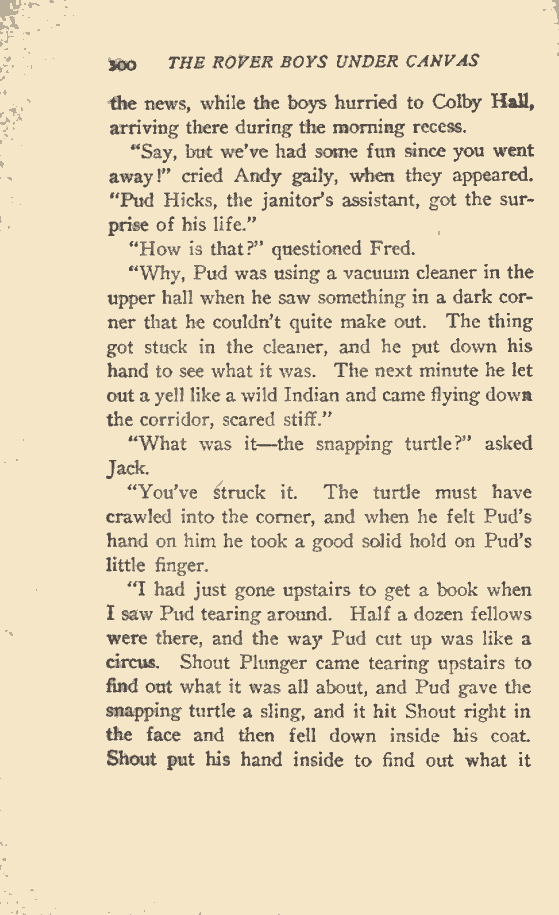 300 THE ROVER BOYS UNDER CANVAS
the news, while the boys hurried to Colby Hall,
arriving there during the morning recess.
“Say, but we’ve had some fun since you went
away!” cried Andy gaily, when they appeared.
“Pud Hicks, the janitor’s assistant, got the sur-
prise of his life.”
“How is that?” questioned Fred.
“Why, Pud was using a vacuum cleaner in the
upper hall when he saw something in a dark cor-
ner that he couldn’t quite make out. The thing
got stuck in the cleaner, and he put down his
hand to see what it was. The next minute he let
out a yell like a wild Indian and came flying down
the corridor, scared stiff.”
“What was it—the snapping turtle?” asked
Jack.
“You’ve struck it. The turtle must have
crawled into the corner, and when he felt Pud’s
hand on him he took a good solid hold on Pud’s
little finger.
“I had just gone upstairs to get a book when
I saw Pud tearing around. Half a dozen fellows
were there, and the way Pud cut up was like a
circus. Shout Plunger came tearing upstairs to
find out what it was all about, and Pud gave the
snapping turtle a sling, and it hit Shout right in
the face and then fell down inside his coat.
Shout put his hand inside to find out what it